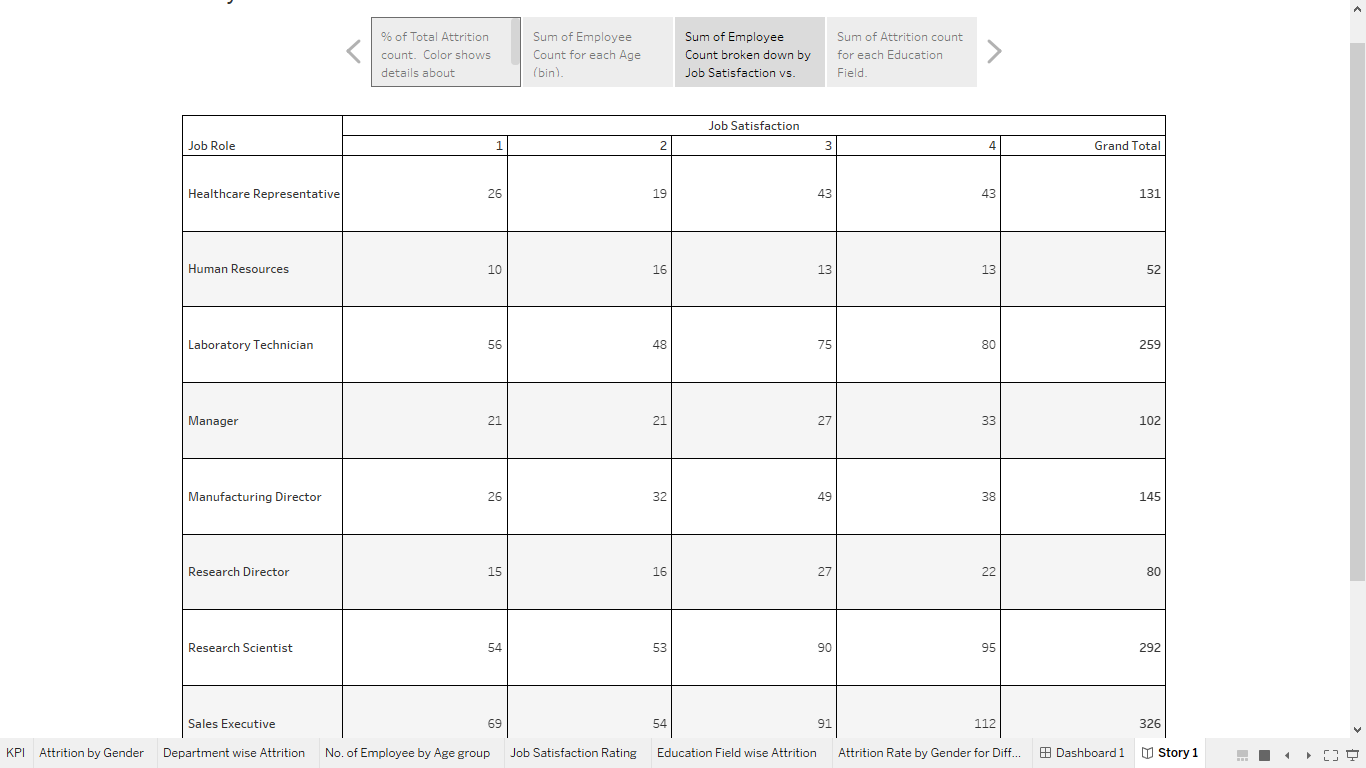 % of Total Attrition
count. Color shows
details about
Sum of Employee
Count for each Age
(bin).
Sum of Employee
Count broken down by
Job Satisfaction vs.
Sum of Attrition count
for each Education
Field.
Job Satisfaction
Job Role 1 2 3 4 Grand Total
Healthcare Representative 26 19 43 43 131
Human Resources 10 16 13 13 52
Laboratory Technician 56 48 75 80 259
Manager 21 21 27 33 102
Manufacturing Director 26 32 49 38 145
Research Director 15 16 27 22 80
Research Scientist 54 53 90 95 292
Sales Executive 69 54 91 112 326
KPI Attrition by Gender Department wise Attrition No. of Employee by Age group Job Satisfaction Rating Education Field wise Attrition Attrition Rate by Gender for Diff... Dashboard 1 Story 1